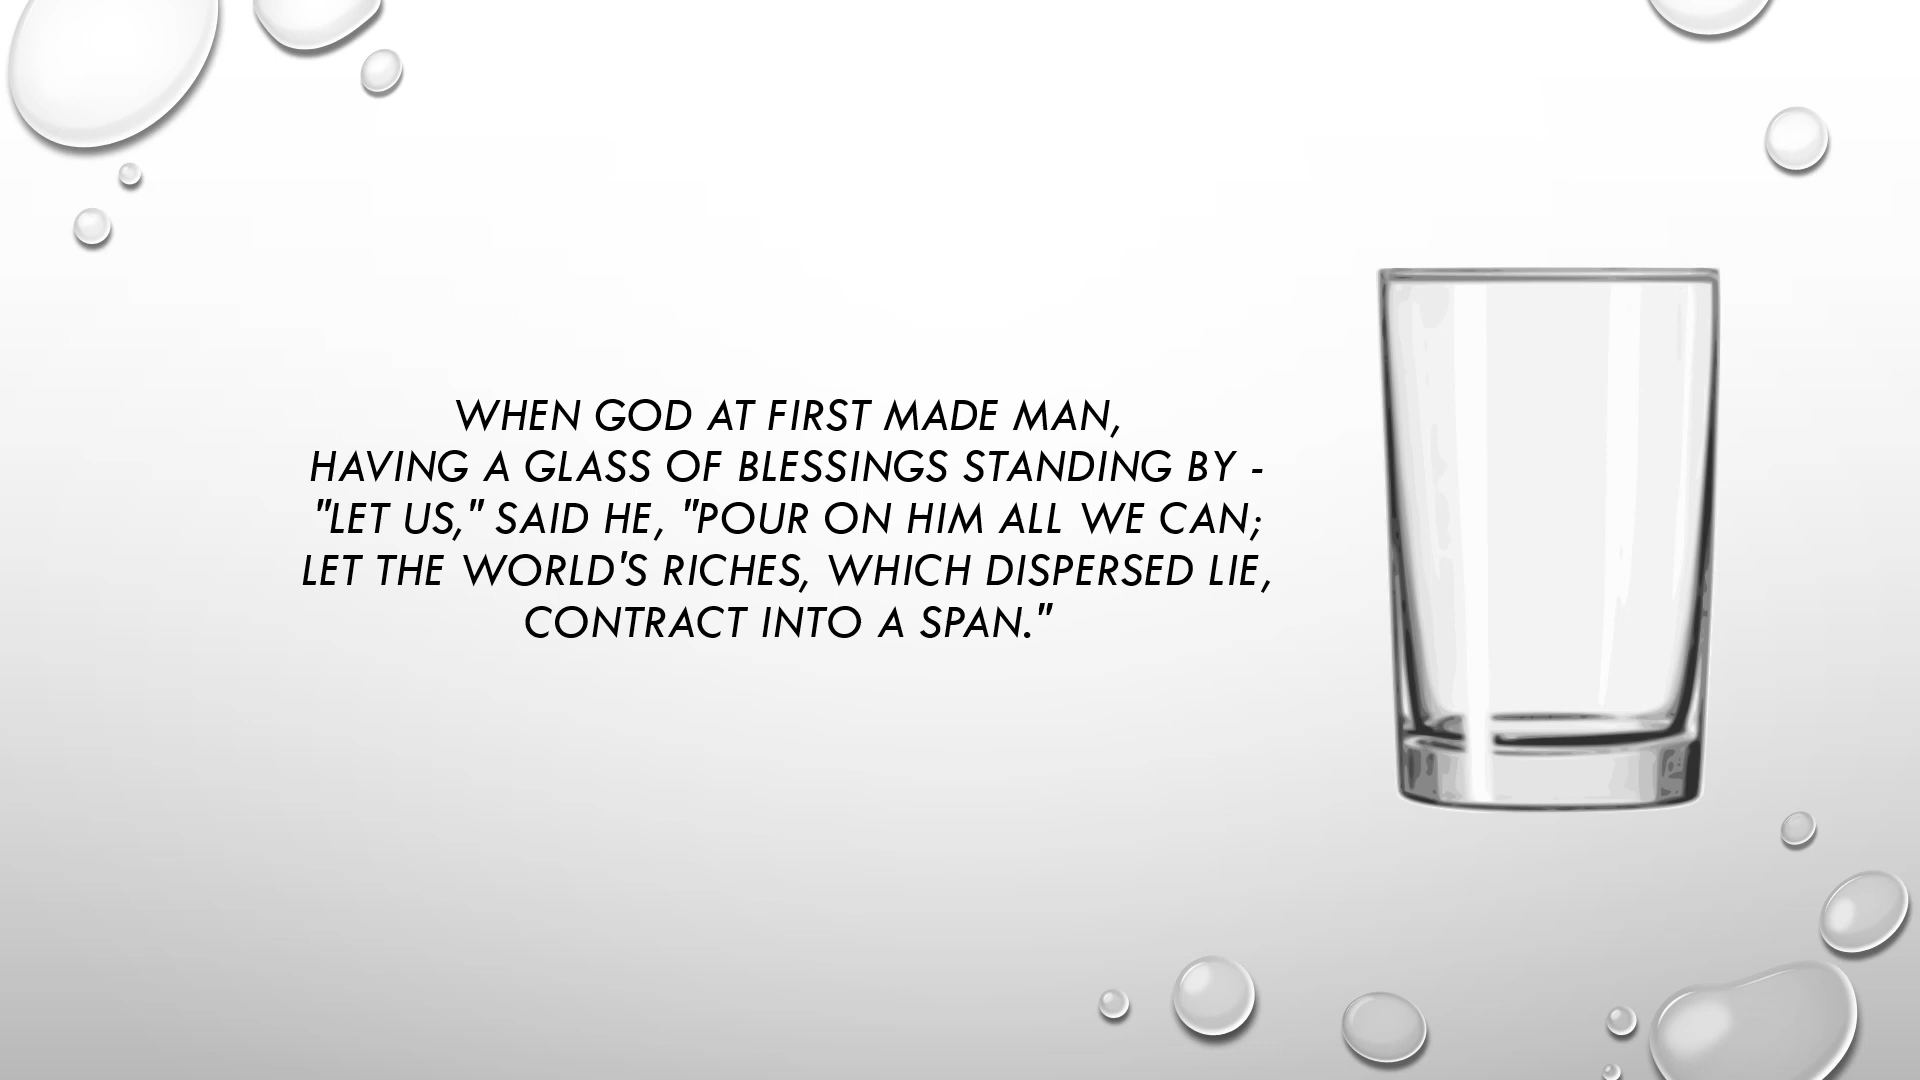 WHEN GOD AT FIRST MADE MAN,
HAVING A GLASS OF BLESSINGS STANDING BY -
"LET US," SAID HE, "POUR ON HIM ALL WE CAN;
LET THE WORLD'S RICHES, WHICH DISPERSED LIE,
CONTRACT INTO A SPAN."